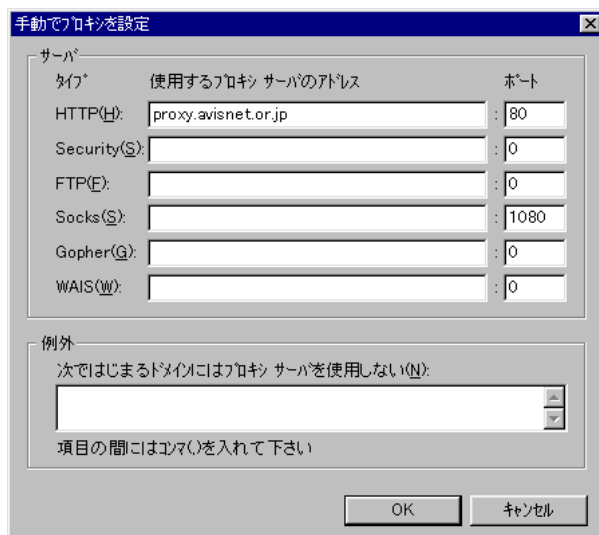 手動でﾌﾟﾛｷｼを設定
ｻｰﾊﾞ
ﾀｲﾌﾟ 使用するﾌﾟﾛｷｼ ｻｰﾊﾞのｱﾄﾞﾚｽ ﾎﾟｰﾄ
HTTP(H): proxy.avisnet.or.jp : 80
Security(S): : 0
FTP(F): : 0
Socks(S): : 1080
Gopher(G): : 0
WAIS(W): : 0
例外
次ではじまるﾄﾞﾒｲﾝにはﾌﾟﾛｷｼ ｻｰﾊﾞを使用しない(N):
項目の間にはｺﾝﾏ(,)を入れて下さい
OK ｷｬﾝｾﾙ